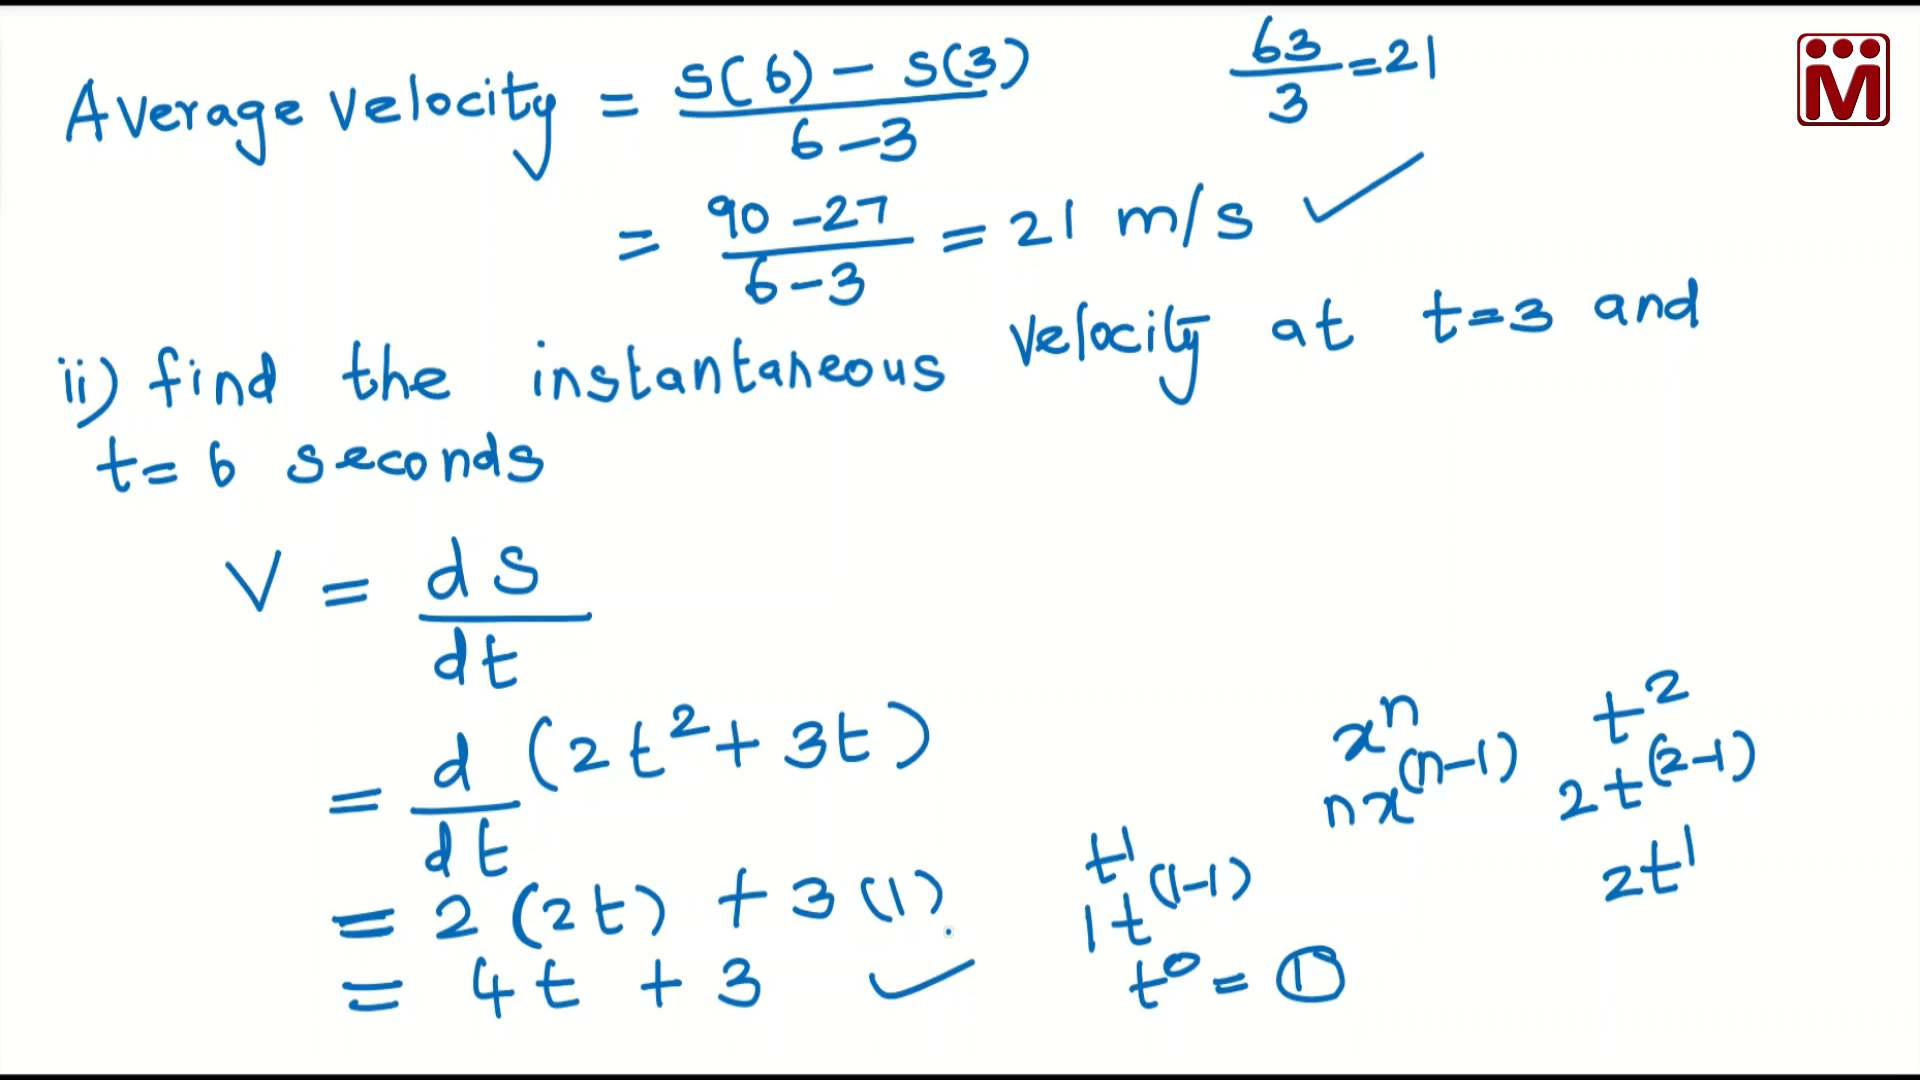 Average velocity = s(6) - s(3) / 6-3
63/3 = 21
= 90 - 27 / 6-3 = 21 m/s ✓
ii) find the instantaneous velocity at t=3 and
t= 6 seconds
V = ds/dt
= d/dt (2t² + 3t)
= 2 (2t) + 3 (1)
= 4t + 3 ✓
xⁿ
nx⁽ⁿ⁻¹⁾
t²
2t⁽²⁻¹⁾
2t¹
t¹
1t⁽¹⁻¹⁾
t⁰ = 1
M